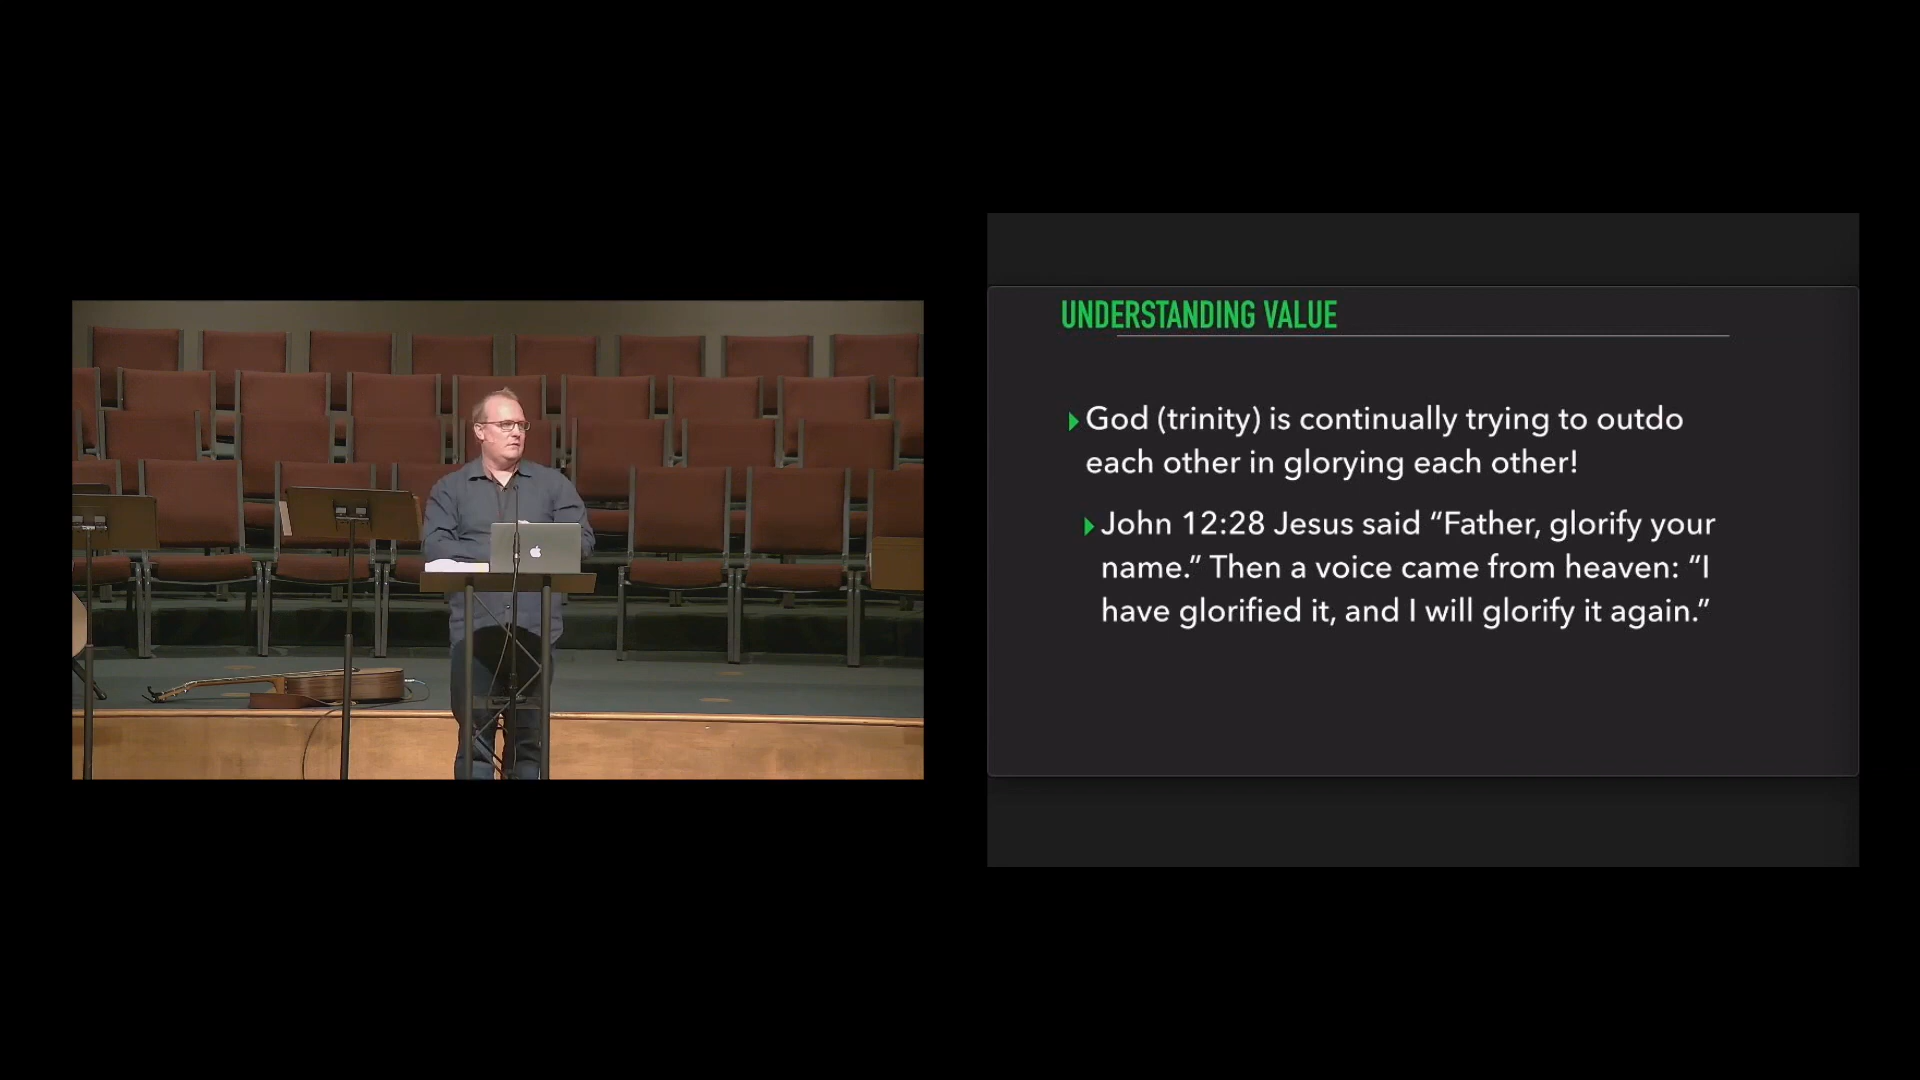 UNDERSTANDING VALUE
God (trinity) is continually trying to outdo
each other in glorying each other!
John 12:28 Jesus said “Father, glorify your
name.” Then a voice came from heaven: “I
have glorified it, and I will glorify it again.”